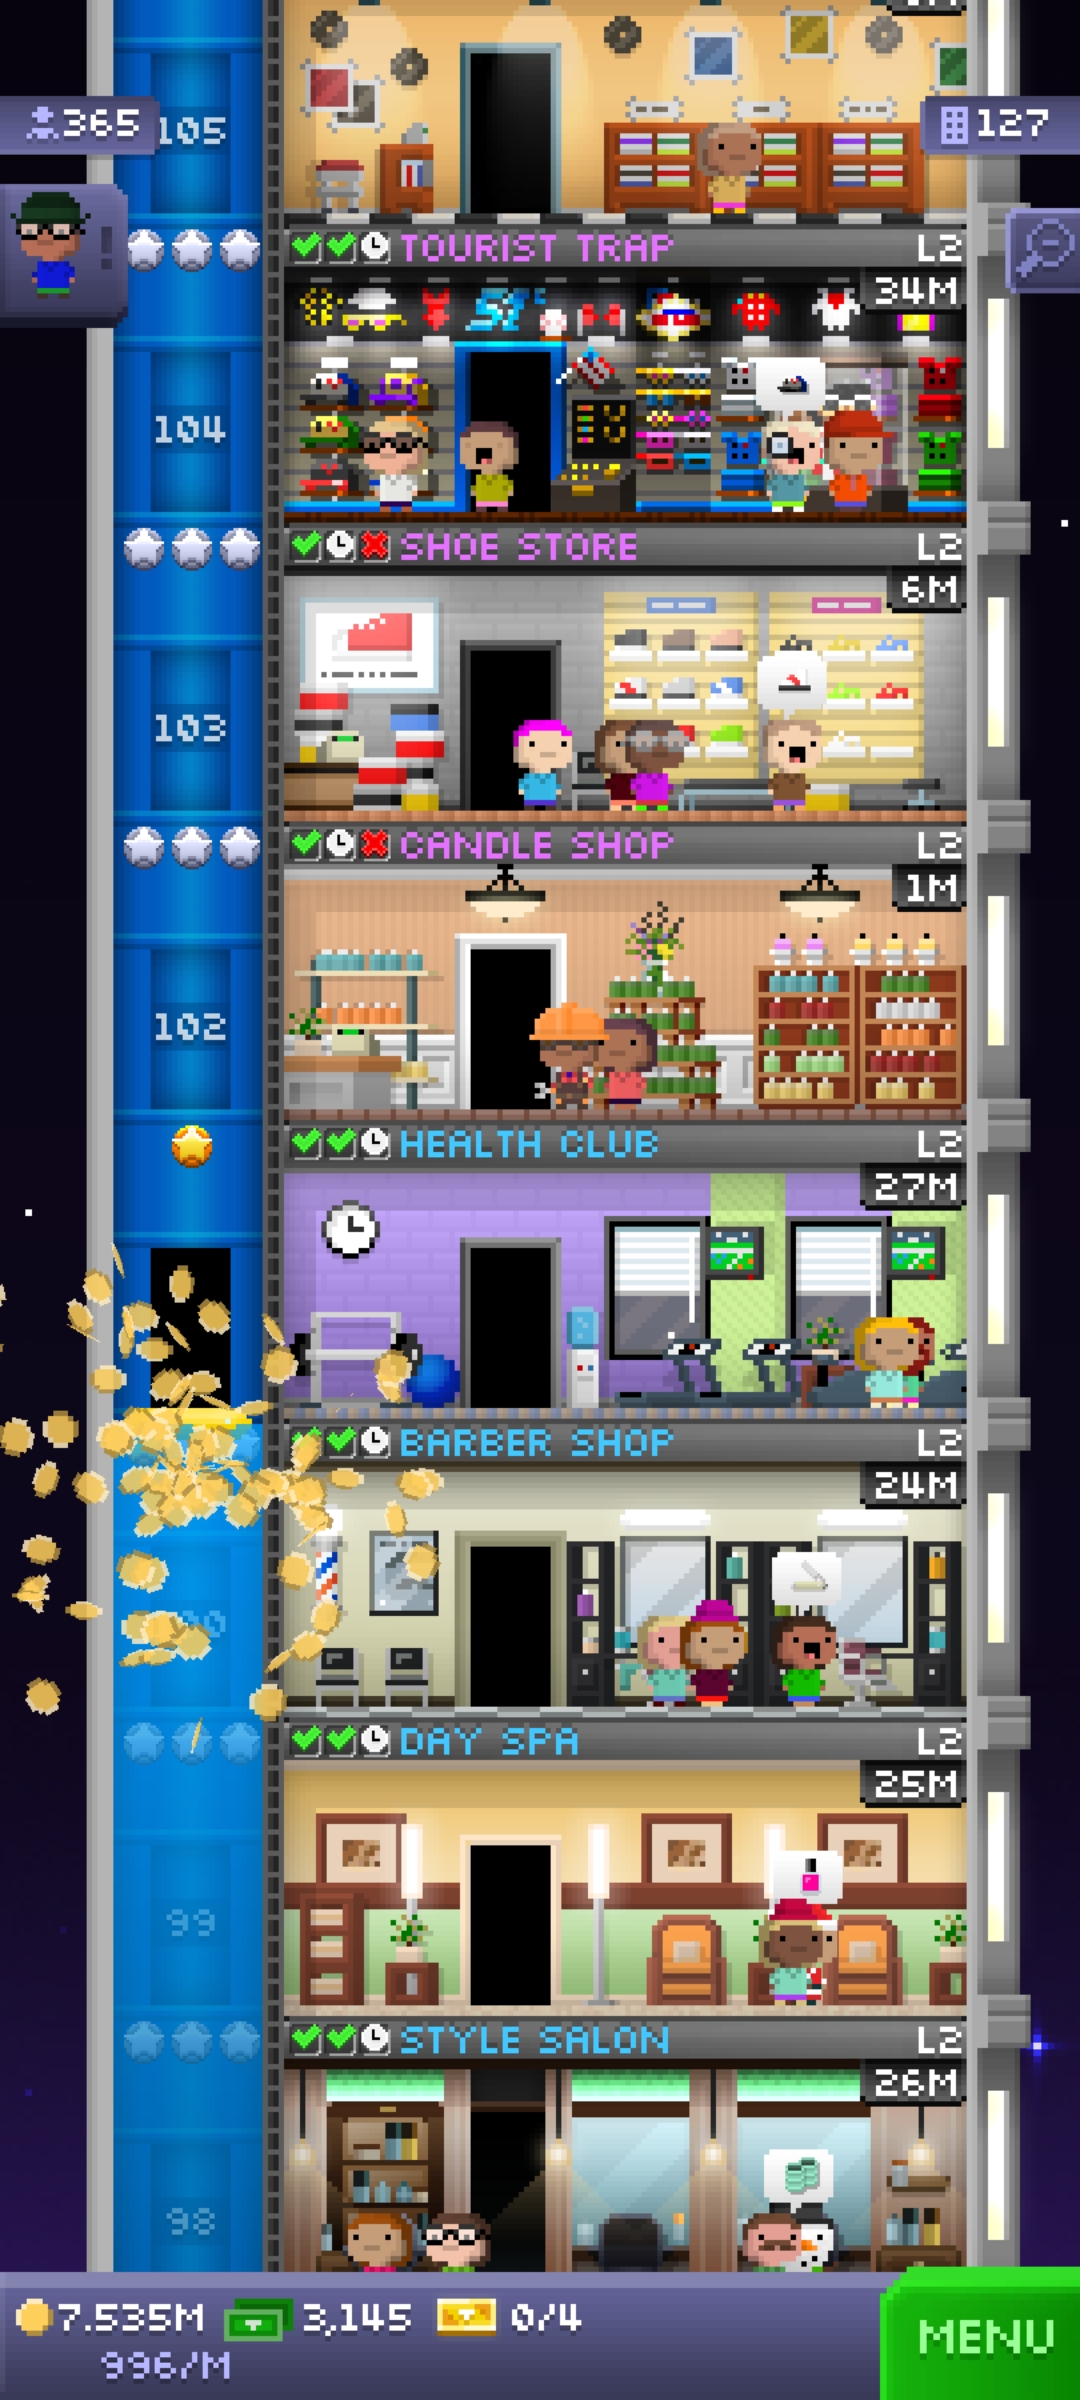 365
105
127
TOURIST TRAP L2
34M
104
SHOE STORE L2
6M
103
CANDLE SHOP L2
1M
102
HEALTH CLUB L2
27M
BARBER SHOP L2
24M
DAY SPA L2
25M
99
STYLE SALON L2
26M
98
7.535M 3,145 0/4
996/M
MENU